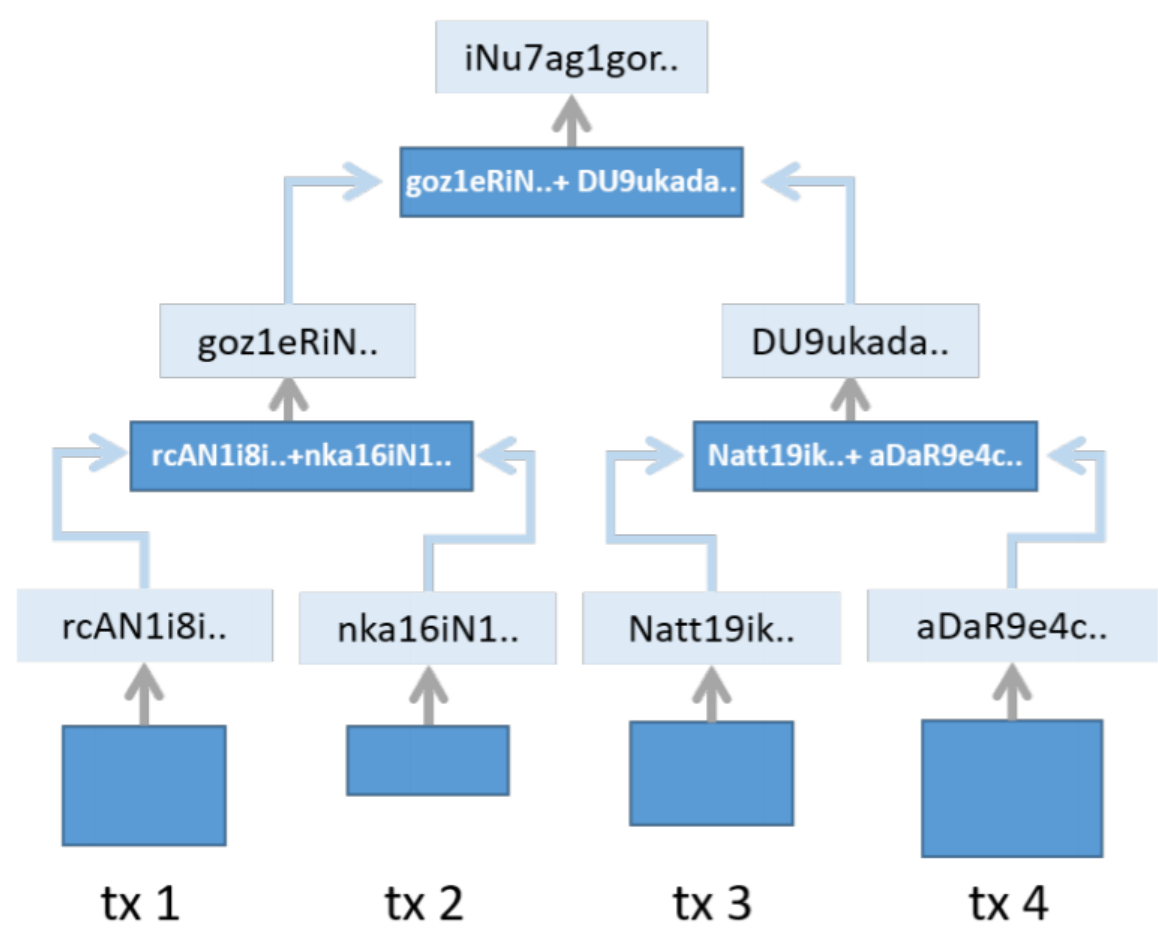 iNu7ag1gor..
goz1eRiN..+ DU9ukada..
goz1eRiN..
DU9ukada..
rcAN1i8i..+nka16iN1..
Natt19ik..+ aDaR9e4c..
rcAN1i8i..
nka16iN1..
Natt19ik..
aDaR9e4c..
tx 1
tx 2
tx 3
tx 4